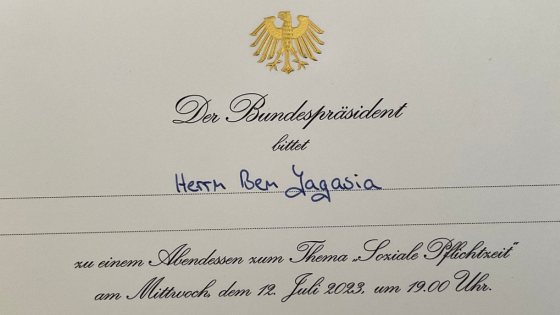 Der Bundespräsident
bittet
Herrn Ben Jagasia
zu einem Abendessen zum Thema „Soziale Pflichtzeit“
am Mittwoch, dem 12. Juli 2023, um 19.00 Uhr.